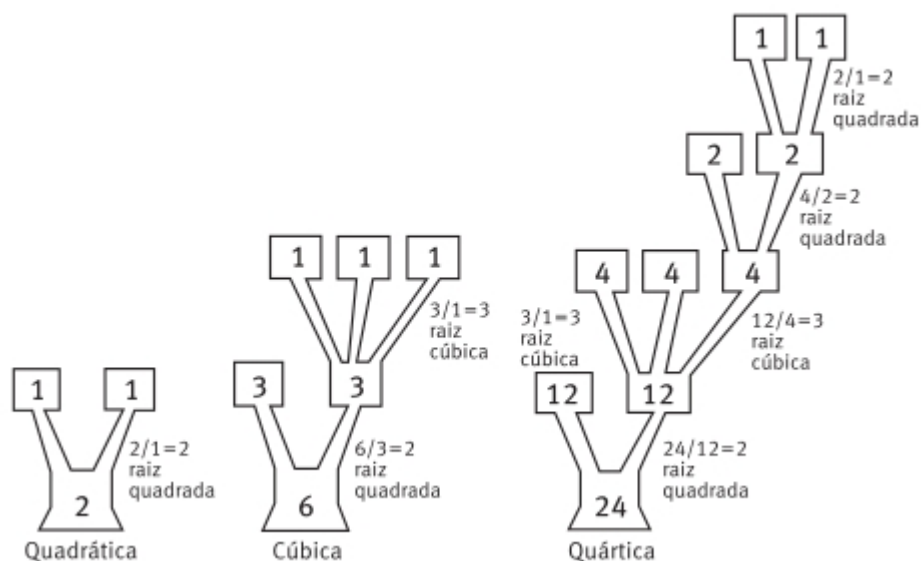 1 1
2/1=2
raiz
quadrada
2
Quadrática
1 1 1
3/1=3
raiz
cúbica
3 3
6/3=2
raiz
quadrada
6
Cúbica
1 1
2/1=2
raiz
quadrada
2 2
4/2=2
raiz
quadrada
4 4 4
3/1=3
raiz
cúbica
12/4=3
raiz
cúbica
12 12
24/12=2
raiz
quadrada
24
Quártica